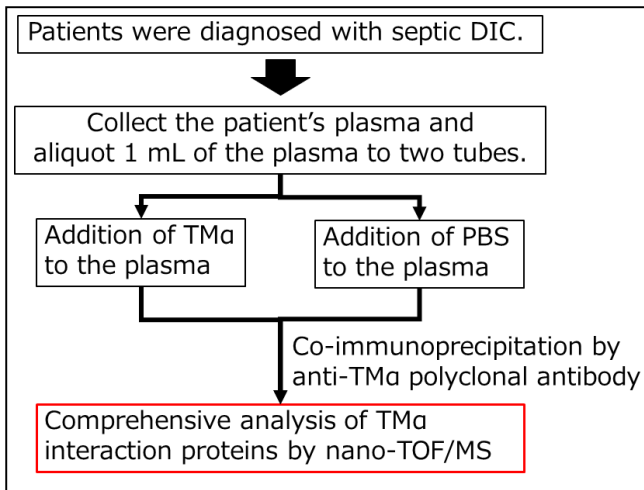 Patients were diagnosed with septic DIC.
Collect the patient’s plasma and
aliquot 1 mL of the plasma to two tubes.
Addition of TMα
to the plasma
Addition of PBS
to the plasma
Co-immunoprecipitation by
anti-TMα polyclonal antibody
Comprehensive analysis of TMα
interaction proteins by nano-TOF/MS